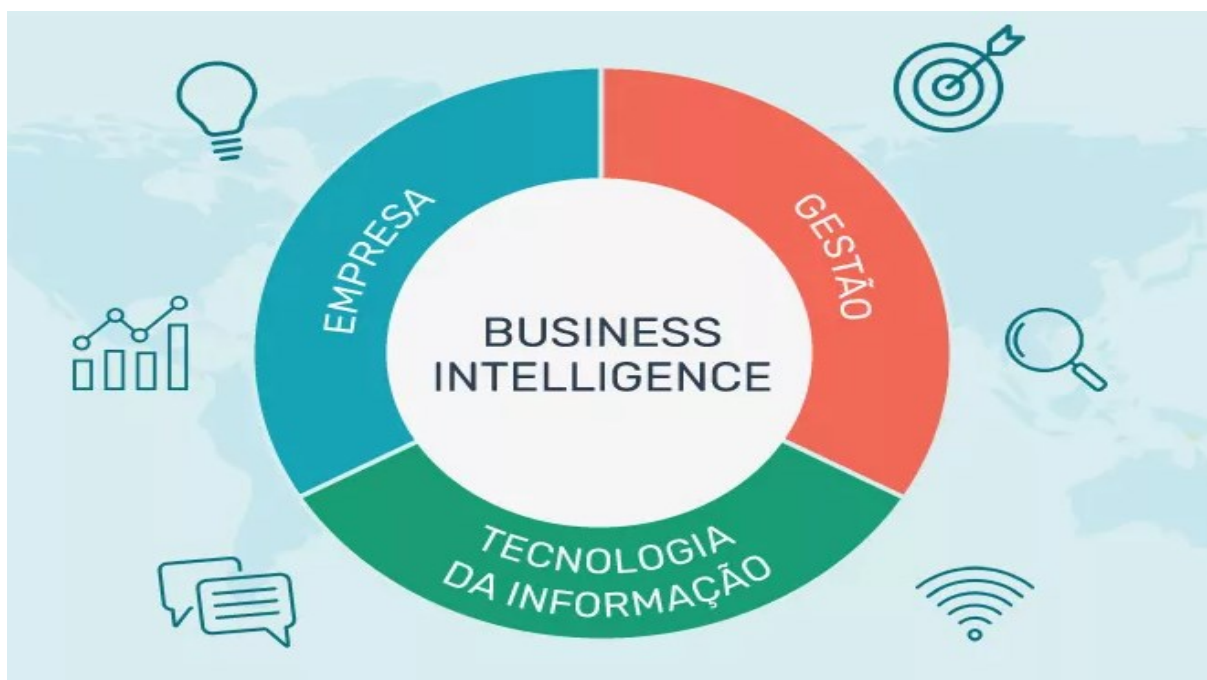 EMPRESA
GESTÃO
BUSINESS
INTELLIGENCE
TECNOLOGIA
DA INFORMAÇÃO